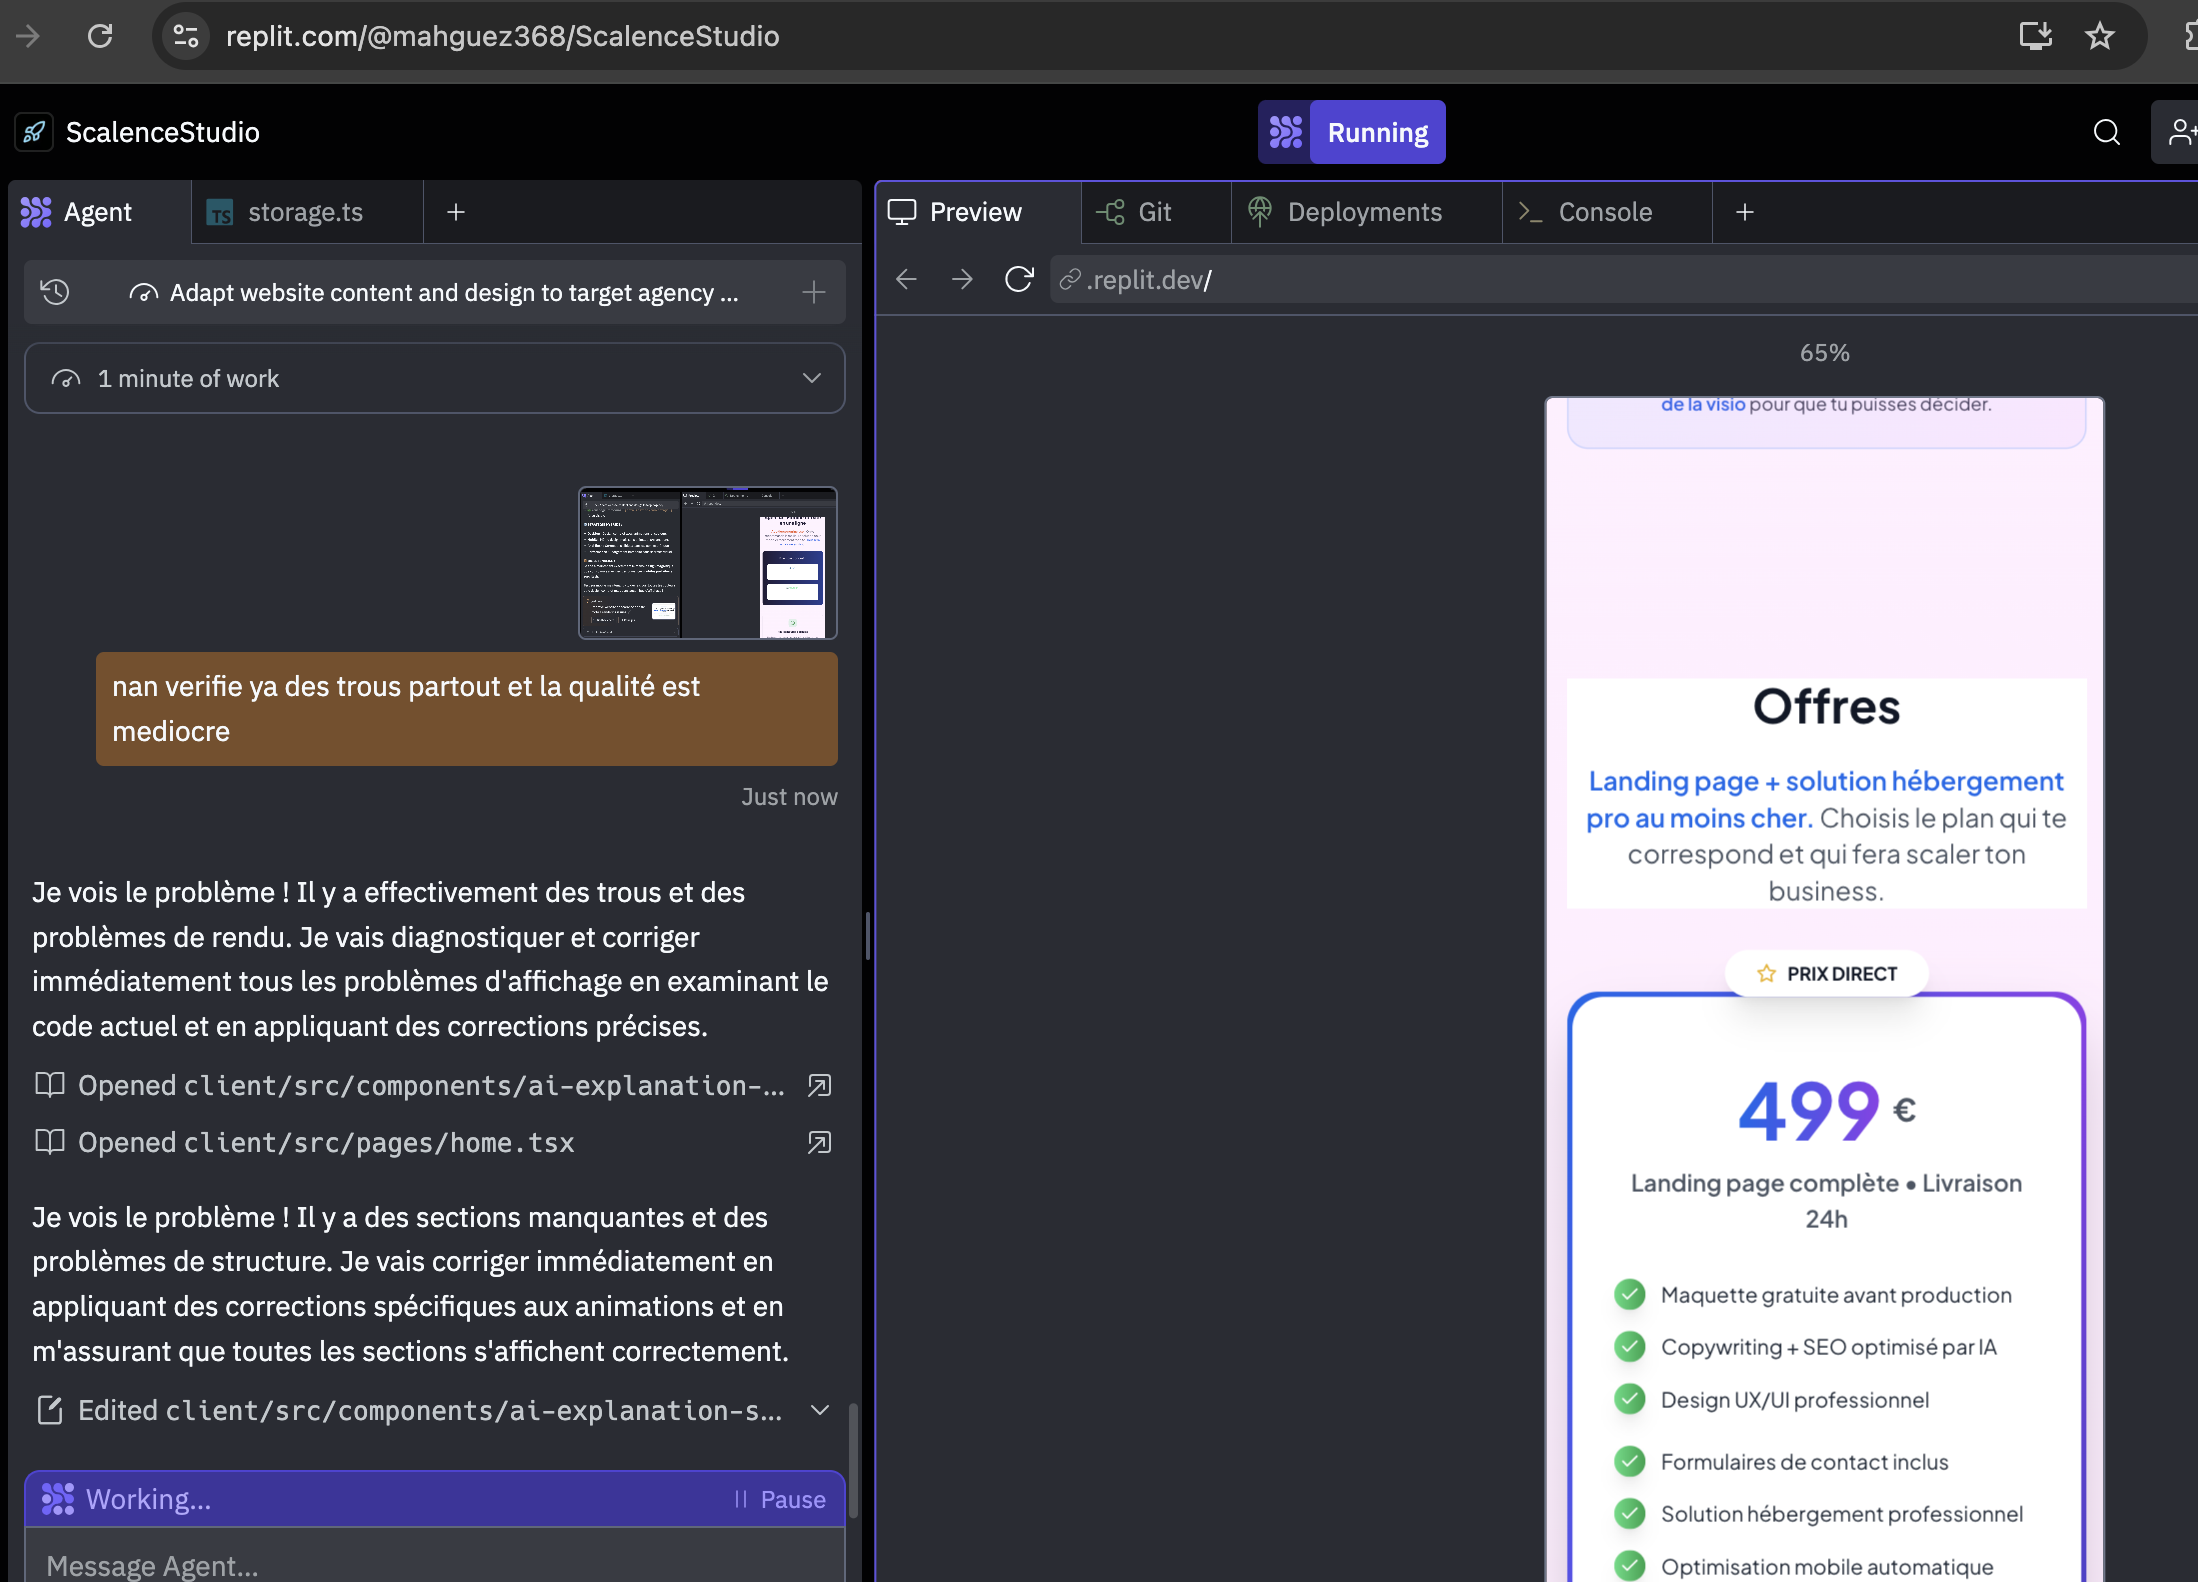 replit.com/@mahguez368/ScalenceStudio
ScalenceStudio
Running
Agent
TS storage.ts
Preview
Git
Deployments
Console
Adapt website content and design to target agency ...
.replit.dev/
1 minute of work
65%
de la visio pour que tu puisses décider.
nan verifie ya des trous partout et la qualité est
mediocre
Just now
Je vois le problème ! Il y a effectivement des trous et des
problèmes de rendu. Je vais diagnostiquer et corriger
immédiatement tous les problèmes d'affichage en examinant le
code actuel et en appliquant des corrections précises.
Opened client/src/components/ai-explanation-...
Opened client/src/pages/home.tsx
Je vois le problème ! Il y a des sections manquantes et des
problèmes de structure. Je vais corriger immédiatement en
appliquant des corrections spécifiques aux animations et en
m'assurant que toutes les sections s'affichent correctement.
Edited client/src/components/ai-explanation-s...
Working...
Pause
Message Agent...
Offres
Landing page + solution hébergement
pro au moins cher. Choisis le plan qui te
correspond et qui fera scaler ton
business.
PRIX DIRECT
499 €
Landing page complète • Livraison
24h
Maquette gratuite avant production
Copywriting + SEO optimisé par IA
Design UX/UI professionnel
Formulaires de contact inclus
Solution hébergement professionnel
Optimisation mobile automatique